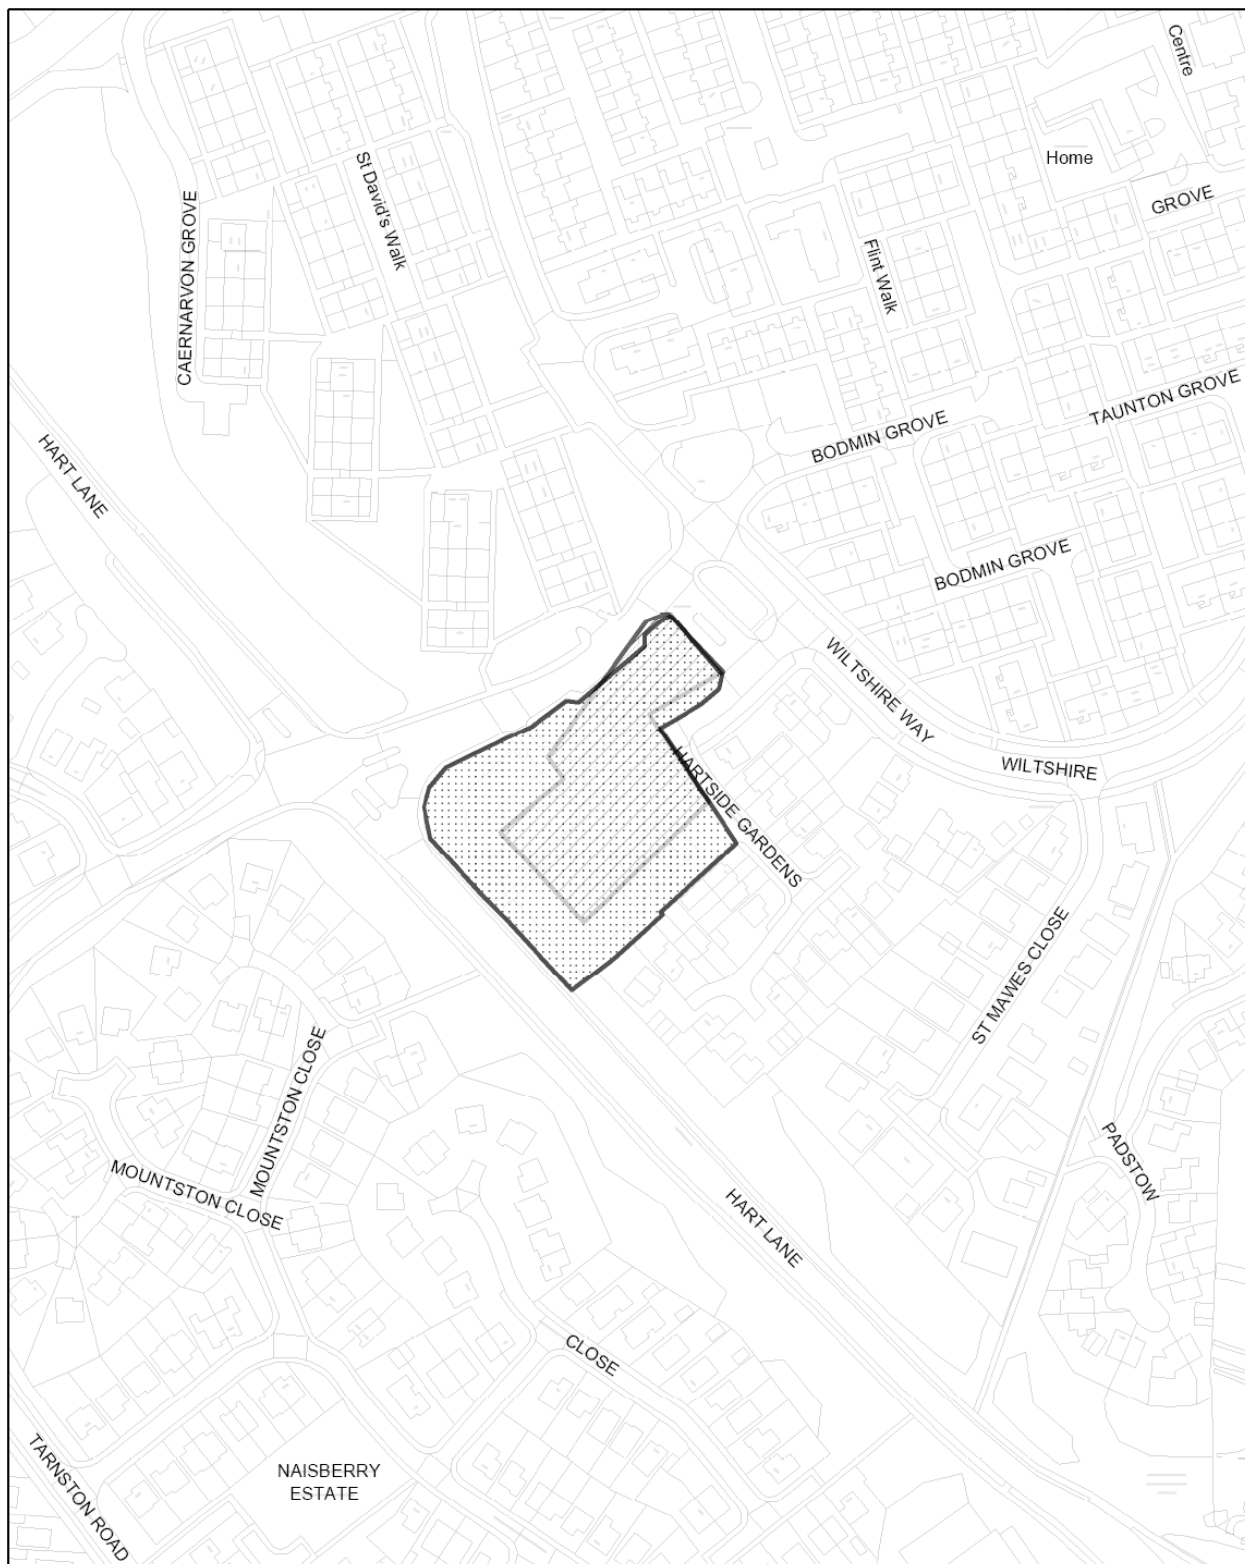 Centre
Home
St David's Walk
CAERNARVON GROVE
GROVE
Flint Walk
TAUNTON GROVE
BODMIN GROVE
HART LANE
BODMIN GROVE
WILTSHIRE WAY
WILTSHIRE
HARTSIDE GARDENS
ST MAWES CLOSE
MOUNTSTON CLOSE
PADSTOW
MOUNTSTON CLOSE
HART LANE
CLOSE
TARNSTON ROAD
NAISBERRY
ESTATE